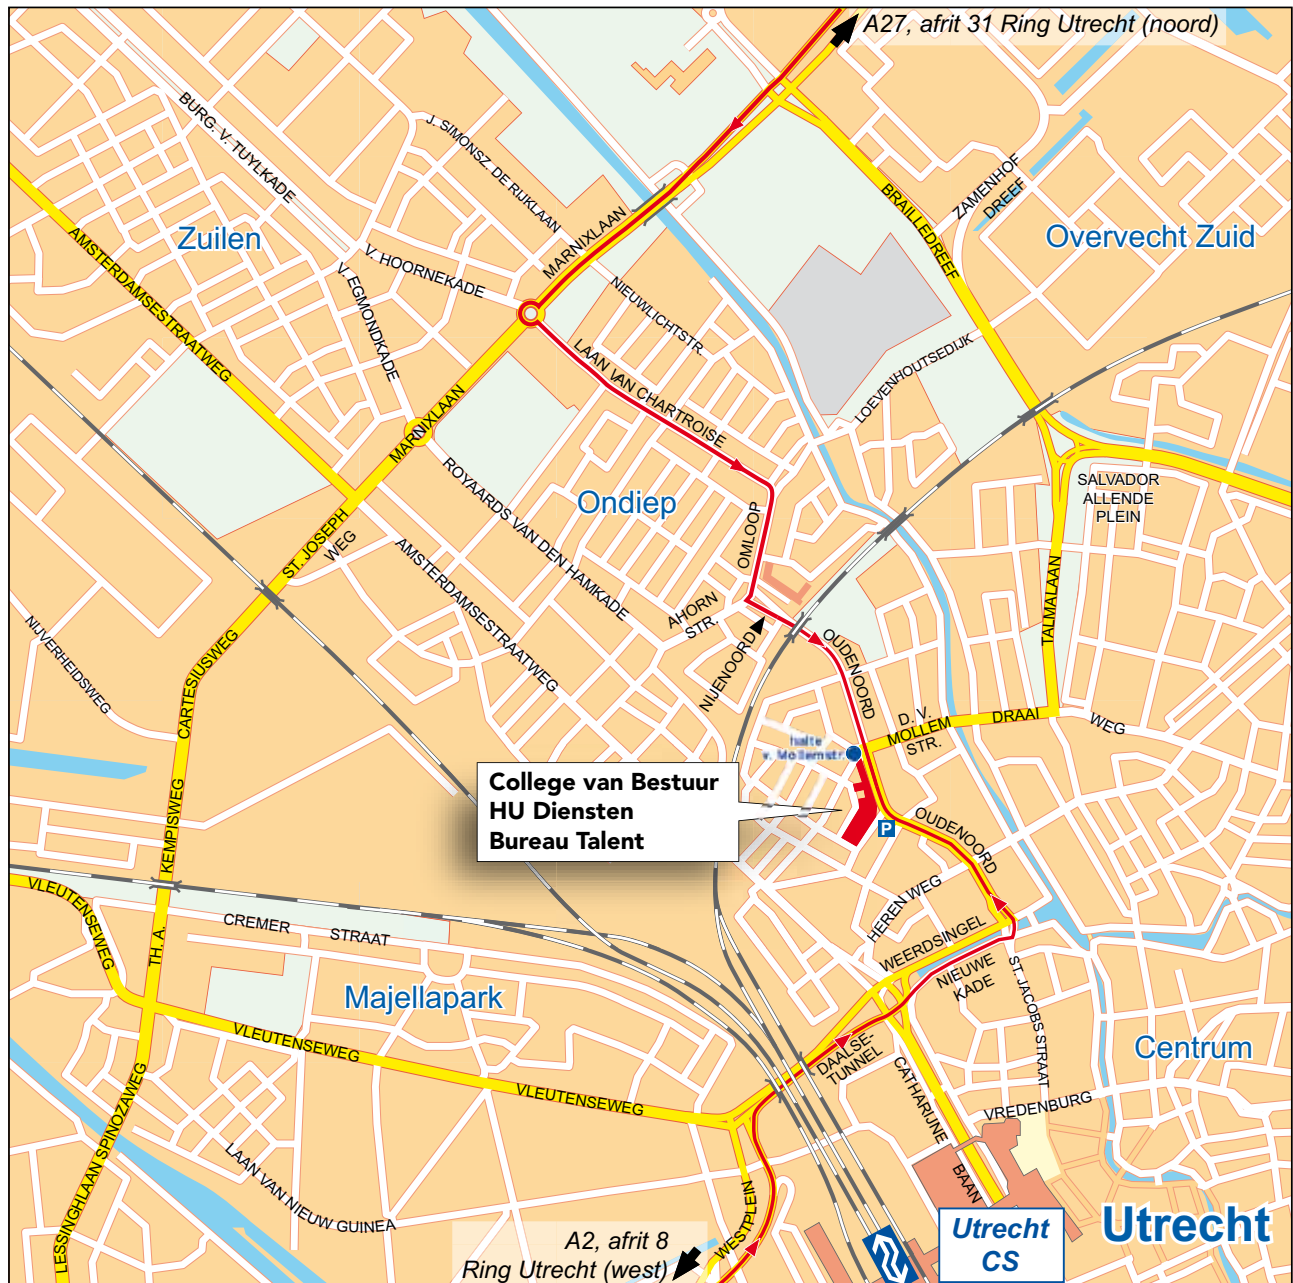 A27, afrit 31 Ring Utrecht (noord)
BURG. V. TUYLKADE
J. SIMONSZ. DE RIJKLAAN
ZAMENHOF
DREEF
BRAILLEDREEF
MARNIXLAAN
Zuilen
Overvecht Zuid
AMSTERDAMSESTRAATWEG
V. HOORNEKADE
V. EGMONDKADE
NIEUWLICHTSTR.
LAAN VAN CHARTROISE
LOEVENHOUTSEDIJK
MARNIXLAAN
ROYAARDS VAN DEN HAMKADE
Ondiep
SALVADOR
ALLENDE
PLEIN
ST. JOSEPH
WEG
OMLOOP
AMSTERDAMSESTRAATWEG
AHORN
STR.
TALMALAAN
NIJVERHEIDSWEG
CARTESIUSWEG
NIJENOORD
OUDENOORD
D. V.
MOLLEM
STR.
DRAAI
WEG
halte
v. Mollemstr.
College van Bestuur
HU Diensten
Bureau Talent
P
KEMPISWEG
OUDENOORD
VLEUTENSEWEG
HEREN WEG
CREMER STRAAT
TH. A.
WEERDSINGEL
NIEUWE
KADE
ST. JACOBSSTRAAT
Majellapark
VLEUTENSEWEG
DAALSE-
TUNNEL
Centrum
CATHARIJNE
BAAN
VLEUTENSEWEG
VREDENBURG
LESSINGHLAAN SPINOZAWEG
LAAN VAN NIEUW GUINEA
WESTPLEIN
A2, afrit 8
Ring Utrecht (west)
Utrecht
CS
Utrecht